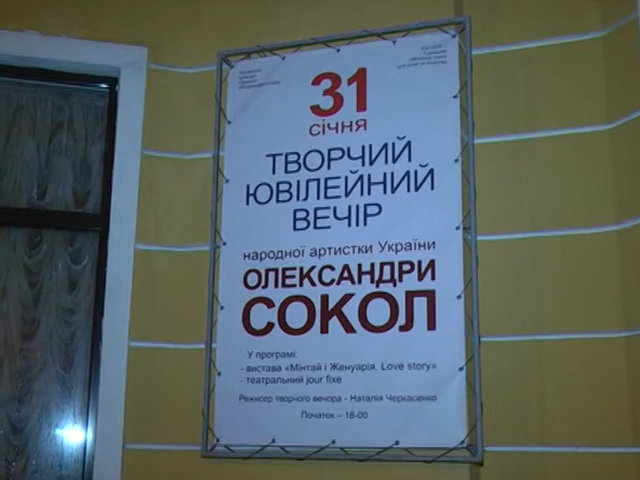 31
січня
ТВОРЧИЙ
ЮВІЛЕЙНИЙ
ВЕЧІР
народної артистки України
ОЛЕКСАНДРИ
СОКОЛ
У програмі:
- вистава «Мінтай і Женуарія. Love story»
- театральний jour fixe
Режисер творчого вечора - Наталія Черкасенко
Початок – 18-00